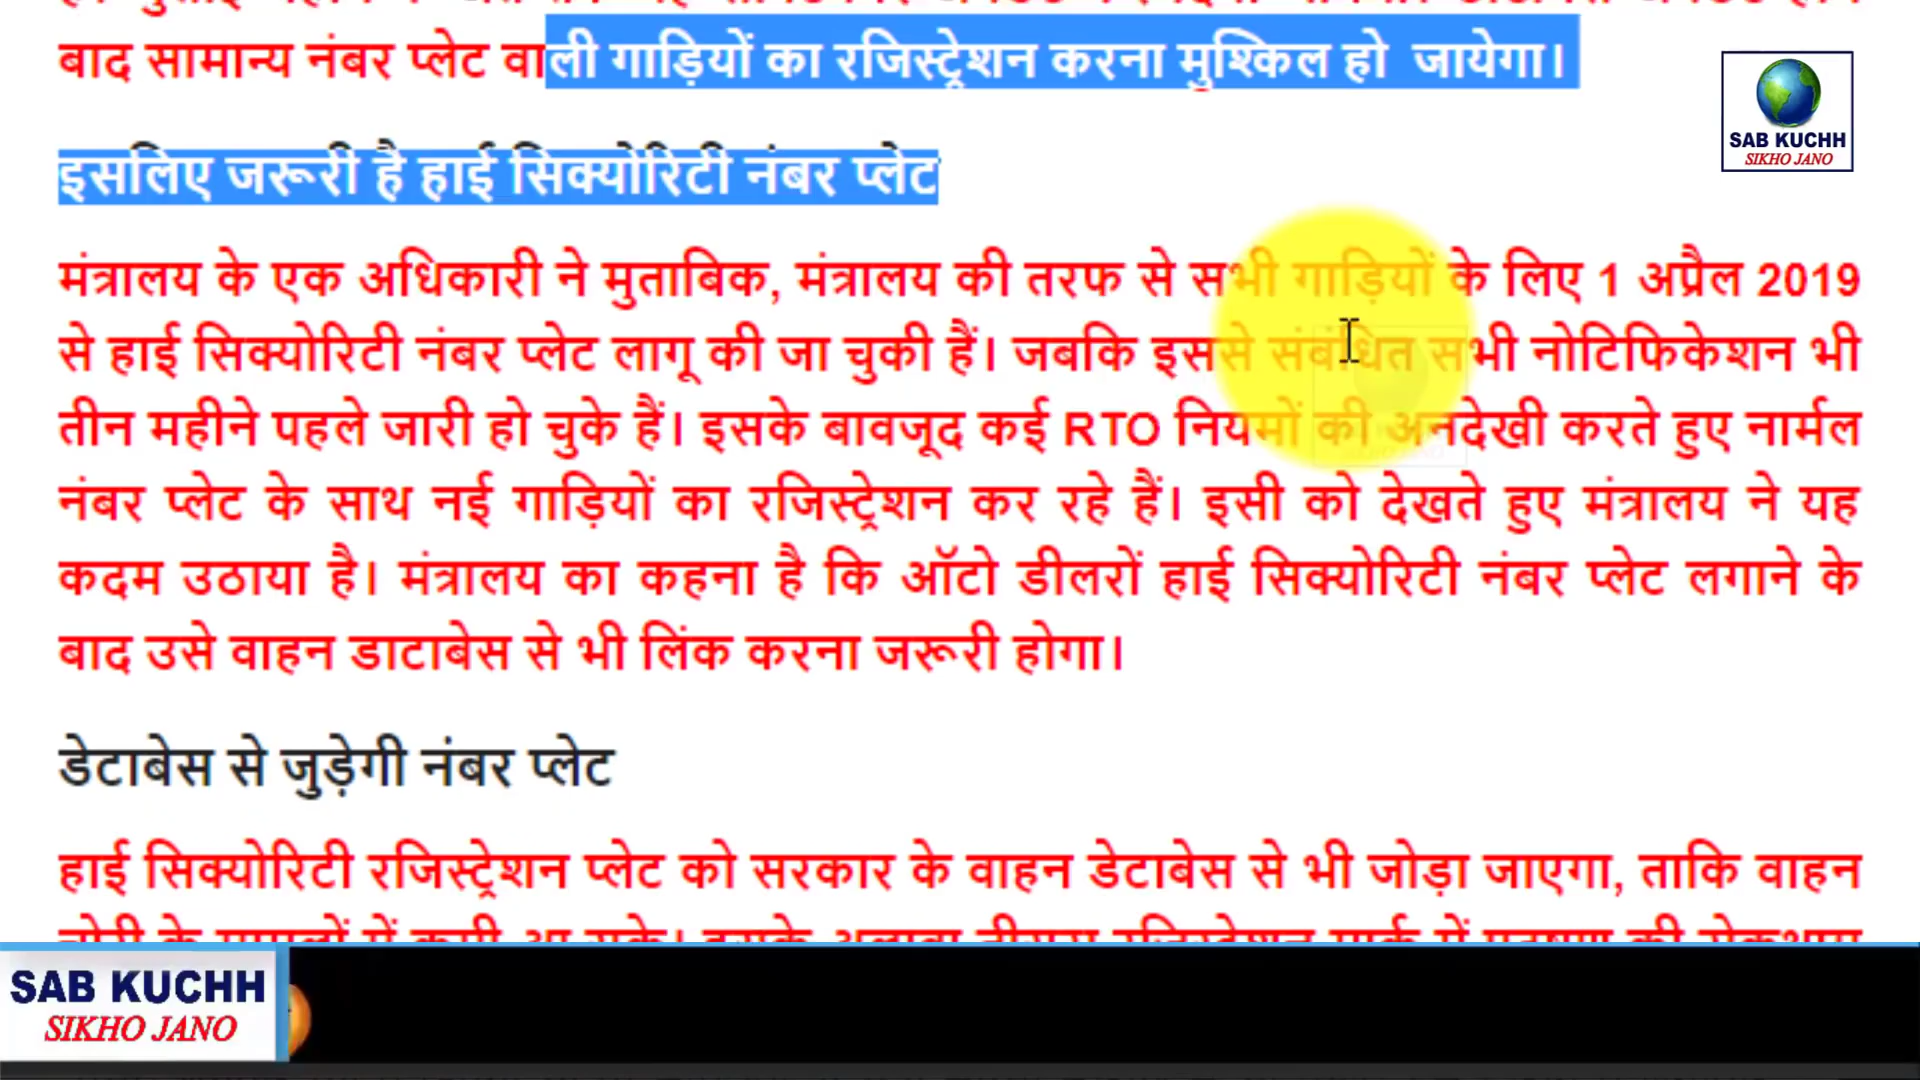 बाद सामान्य नंबर प्लेट वाली गाड़ियों का रजिस्ट्रेशन करना मुश्किल हो जायेगा।
SAB KUCHH
SIKHO JANO
इसलिए जरूरी है हाई सिक्योरिटी नंबर प्लेट
मंत्रालय के एक अधिकारी ने मुताबिक, मंत्रालय की तरफ से सभी गाड़ियों के लिए 1 अप्रैल 2019
से हाई सिक्योरिटी नंबर प्लेट लागू की जा चुकी हैं। जबकि इससे संबंधित सभी नोटिफिकेशन भी
तीन महीने पहले जारी हो चुके हैं। इसके बावजूद कई RTO नियमों की अनदेखी करते हुए नार्मल
नंबर प्लेट के साथ नई गाड़ियों का रजिस्ट्रेशन कर रहे हैं। इसी को देखते हुए मंत्रालय ने यह
कदम उठाया है। मंत्रालय का कहना है कि ऑटो डीलरों हाई सिक्योरिटी नंबर प्लेट लगाने के
बाद उसे वाहन डाटाबेस से भी लिंक करना जरूरी होगा।
डेटाबेस से जुड़ेगी नंबर प्लेट
हाई सिक्योरिटी रजिस्ट्रेशन प्लेट को सरकार के वाहन डेटाबेस से भी जोड़ा जाएगा, ताकि वाहन
SAB KUCHH
SIKHO JANO